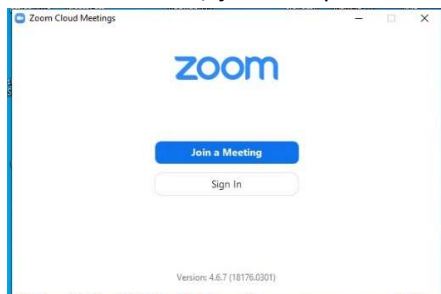 Zoom Cloud Meetings
zoom
Join a Meeting
Sign In
Version: 4.6.7 (18176.0301)